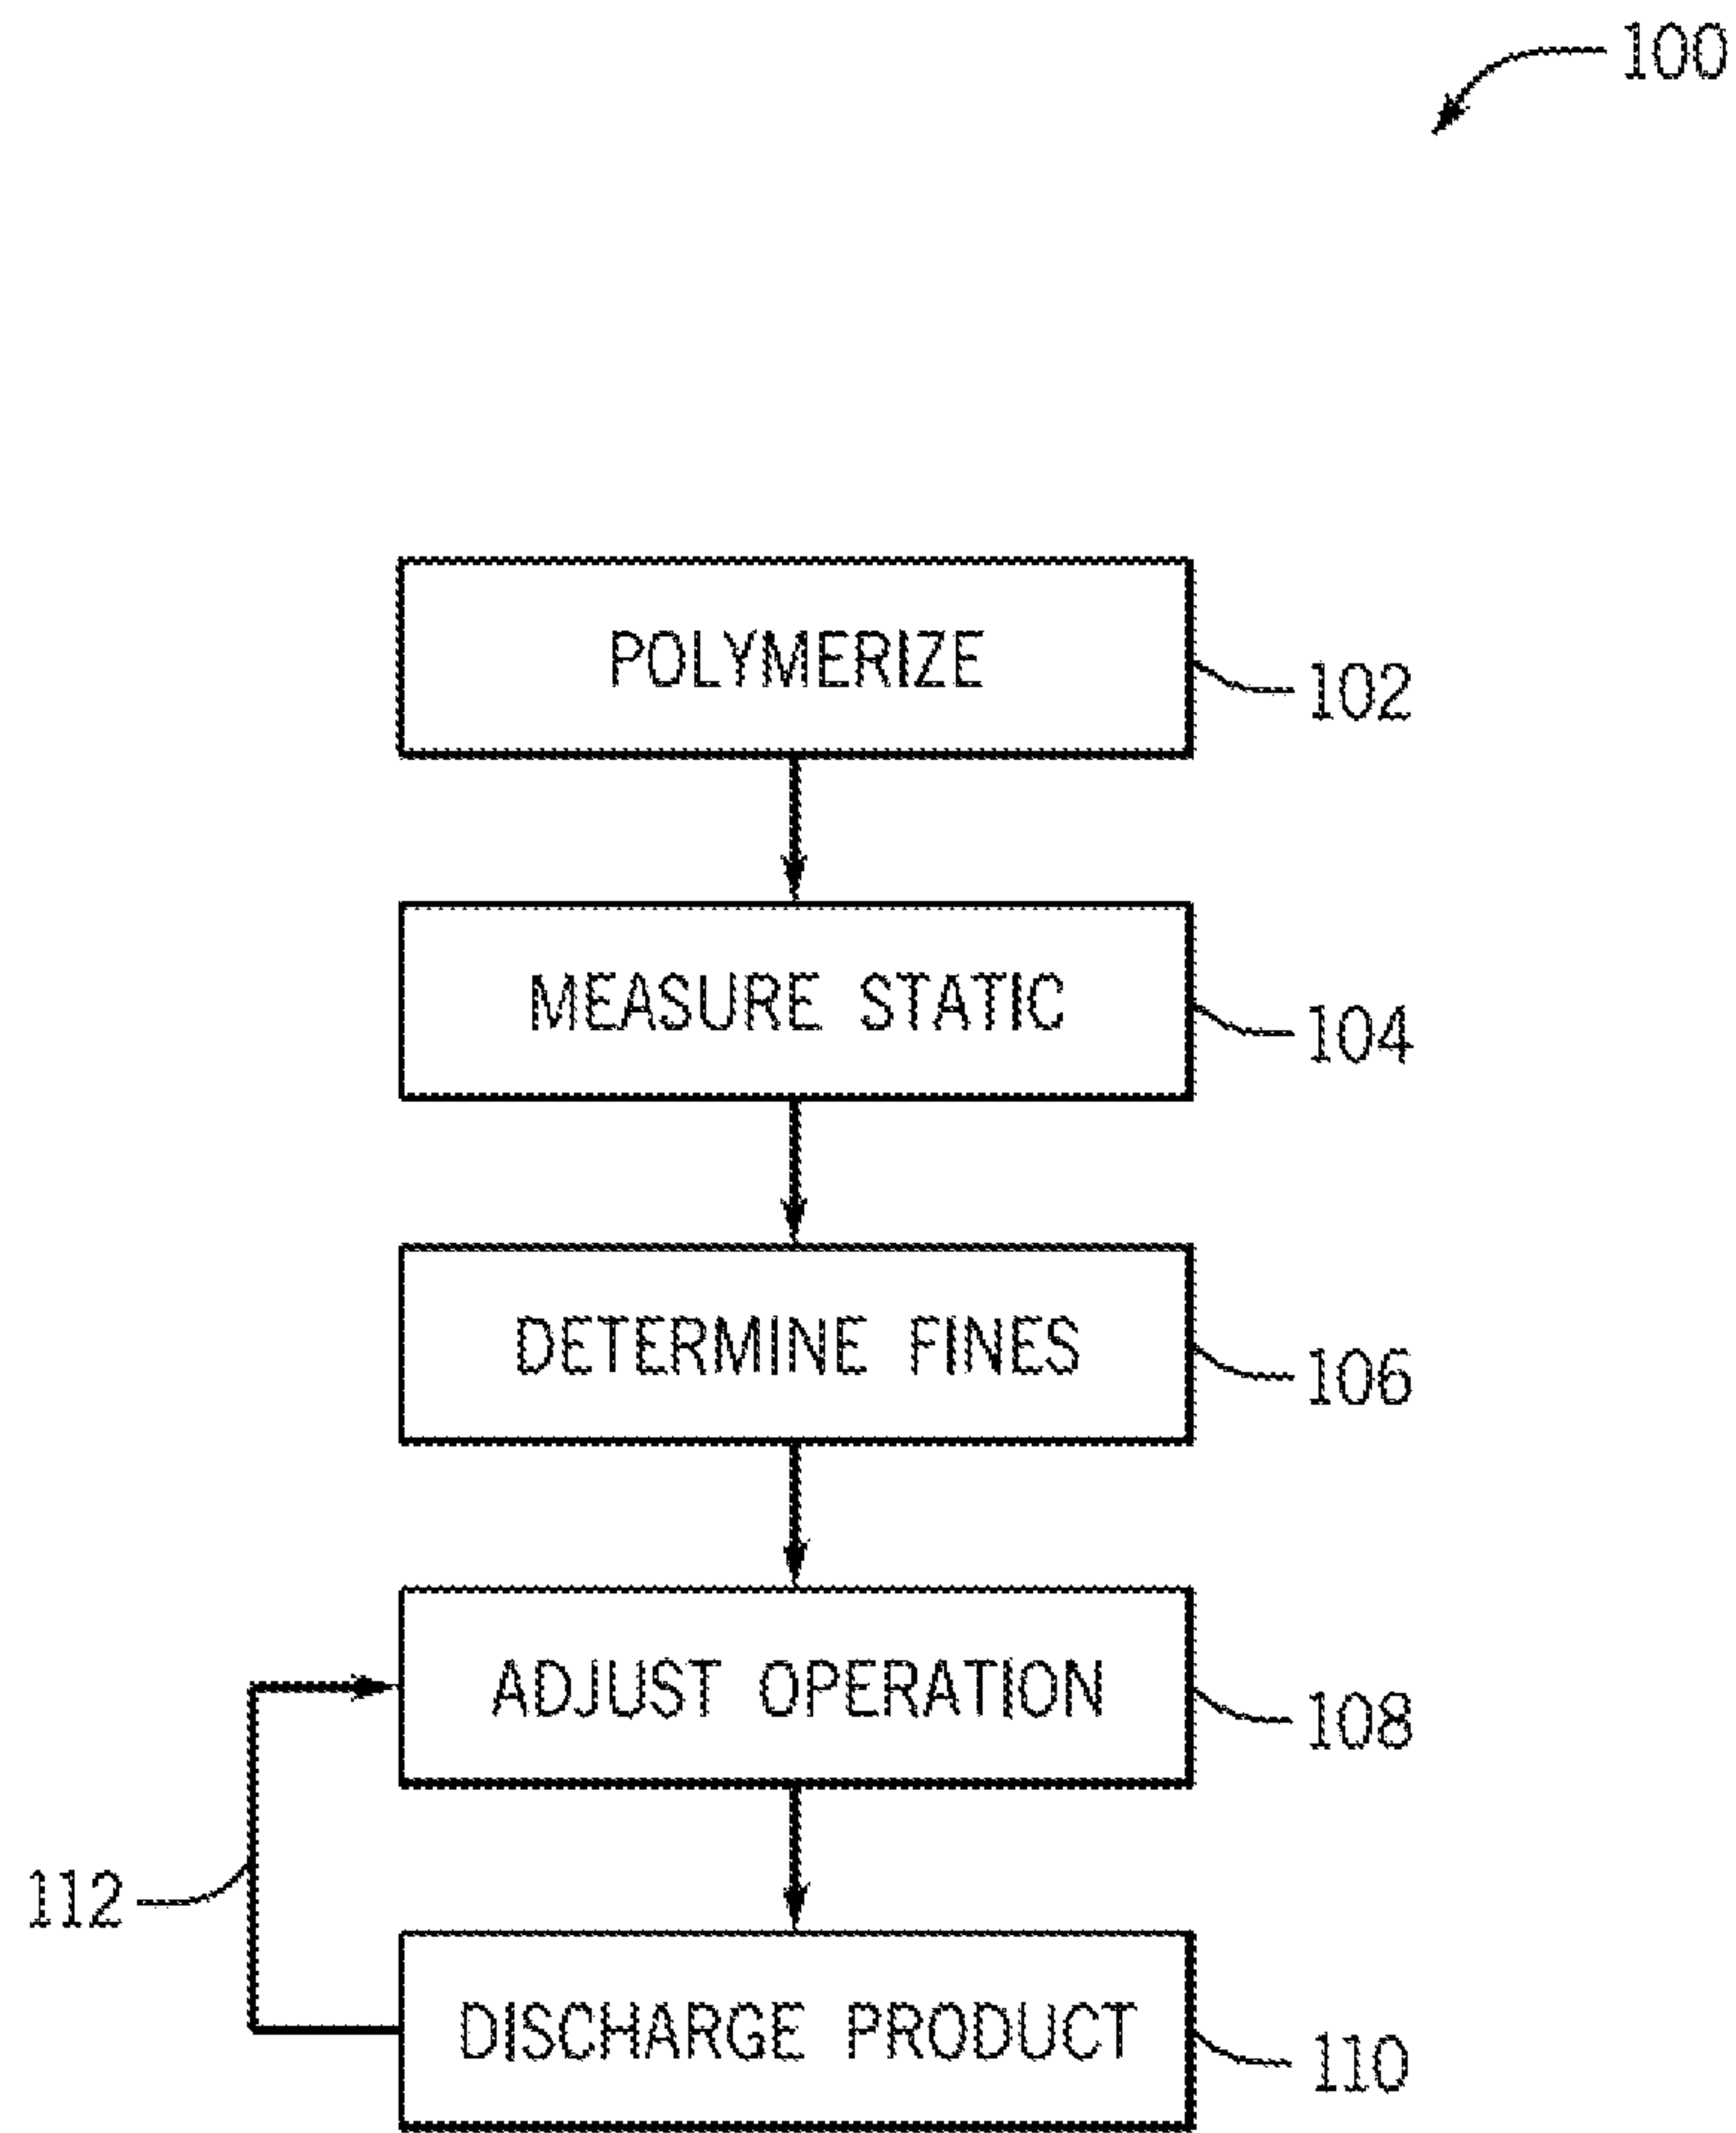 100
POLYMERIZE
102
MEASURE STATIC
104
DETERMINE FINES
106
ADJUST OPERATION
108
112
DISCHARGE PRODUCT
110